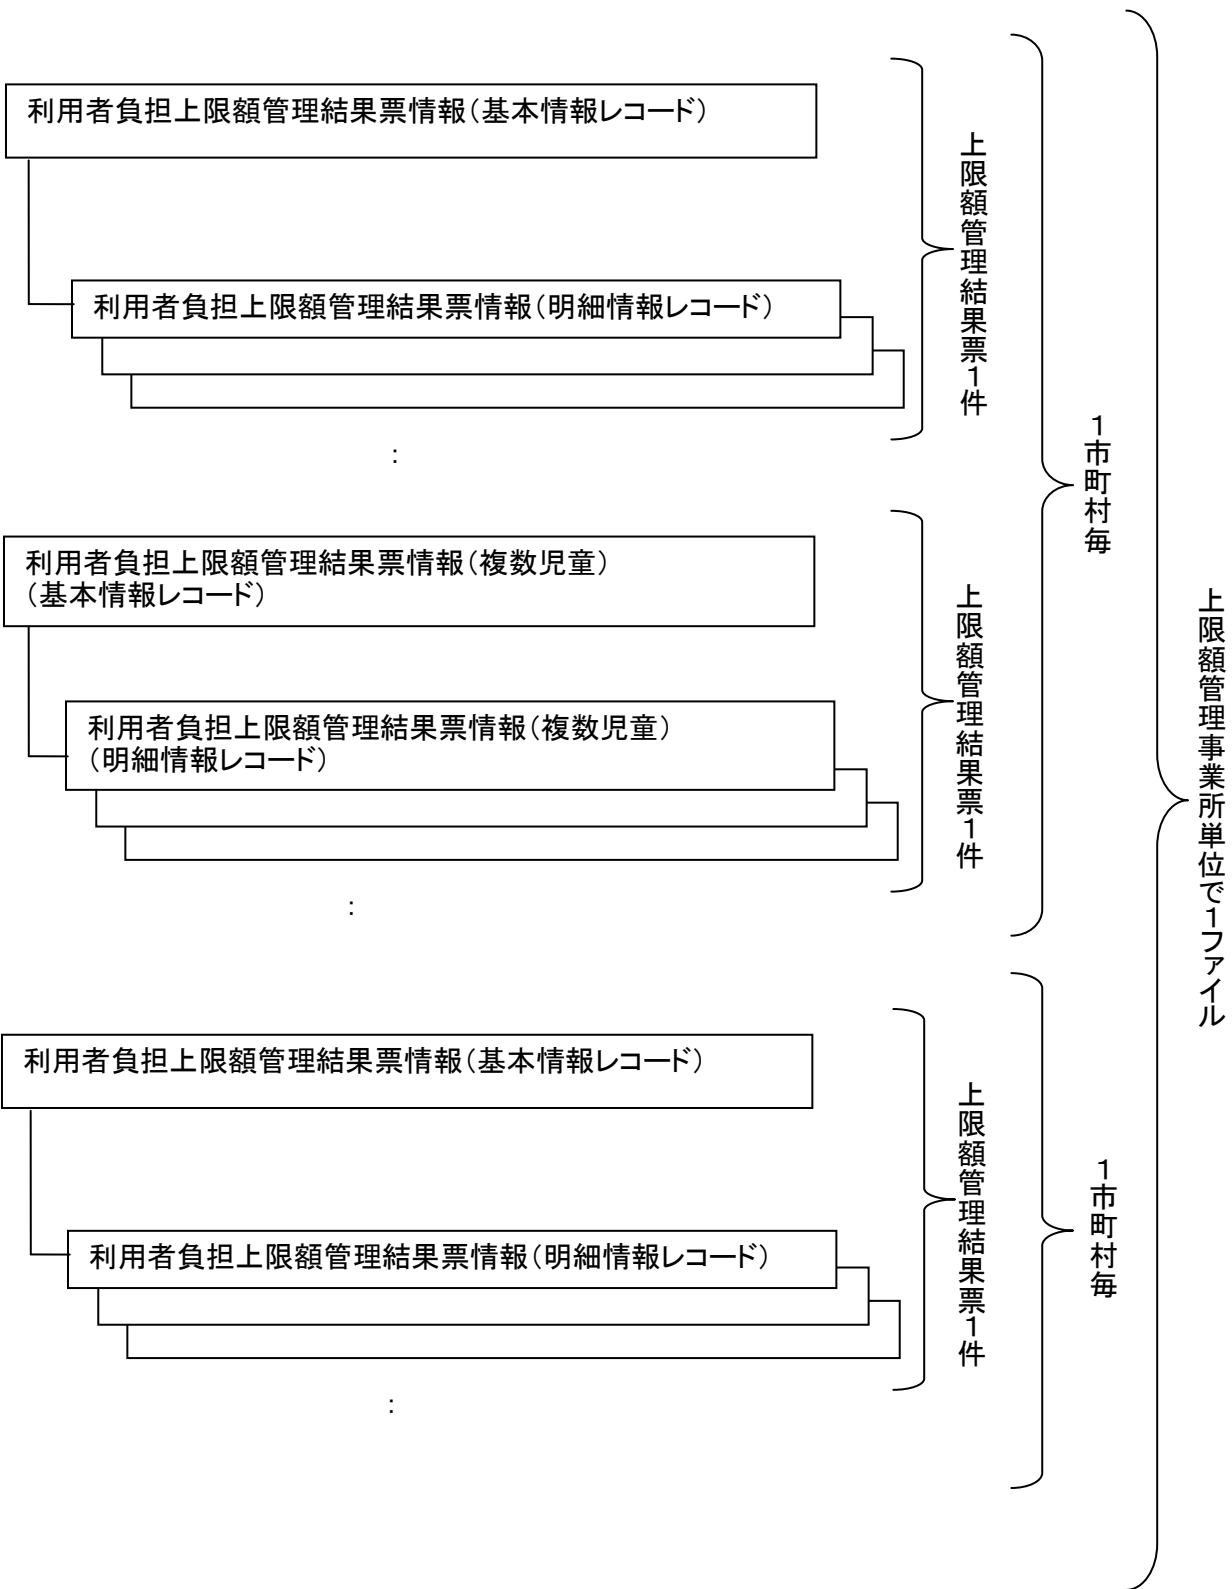 利用者負担上限額管理結果票情報（基本情報レコード）
利用者負担上限額管理結果票情報（明細情報レコード）
：
上限額管理結果票１件
利用者負担上限額管理結果票情報（複数児童）
（基本情報レコード）
利用者負担上限額管理結果票情報（複数児童）
（明細情報レコード）
：
上限額管理結果票１件
１市町村毎
利用者負担上限額管理結果票情報（基本情報レコード）
利用者負担上限額管理結果票情報（明細情報レコード）
：
上限額管理結果票１件
１市町村毎
上限額管理事業所単位で１ファイル